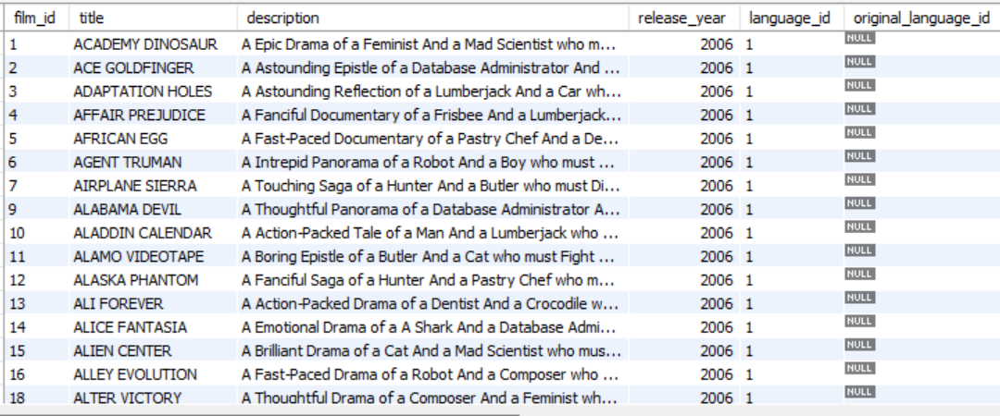 film_id title description release_year language_id original_language_id
1 ACADEMY DINOSAUR A Epic Drama of a Feminist And a Mad Scientist who m... 2006 1 NULL
2 ACE GOLDFINGER A Astounding Epistle of a Database Administrator And ... 2006 1 NULL
3 ADAPTATION HOLES A Astounding Reflection of a Lumberjack And a Car wh... 2006 1 NULL
4 AFFAIR PREJUDICE A Fanciful Documentary of a Frisbee And a Lumberjack... 2006 1 NULL
5 AFRICAN EGG A Fast-Paced Documentary of a Pastry Chef And a De... 2006 1 NULL
6 AGENT TRUMAN A Intrepid Panorama of a Robot And a Boy who must ... 2006 1 NULL
7 AIRPLANE SIERRA A Touching Saga of a Hunter And a Butler who must Di... 2006 1 NULL
9 ALABAMA DEVIL A Thoughtful Panorama of a Database Administrator A... 2006 1 NULL
10 ALADDIN CALENDAR A Action-Packed Tale of a Man And a Lumberjack who ... 2006 1 NULL
11 ALAMO VIDEOTAPE A Boring Epistle of a Butler And a Cat who must Fight ... 2006 1 NULL
12 ALASKA PHANTOM A Fanciful Saga of a Hunter And a Pastry Chef who m... 2006 1 NULL
13 ALI FOREVER A Action-Packed Drama of a Dentist And a Crocodile w... 2006 1 NULL
14 ALICE FANTASIA A Emotional Drama of a A Shark And a Database Admi... 2006 1 NULL
15 ALIEN CENTER A Brilliant Drama of a Cat And a Mad Scientist who mus... 2006 1 NULL
16 ALLEY EVOLUTION A Fast-Paced Drama of a Robot And a Composer who ... 2006 1 NULL
18 ALTER VICTORY A Thoughtful Drama of a Composer And a Feminist wh... 2006 1 NULL